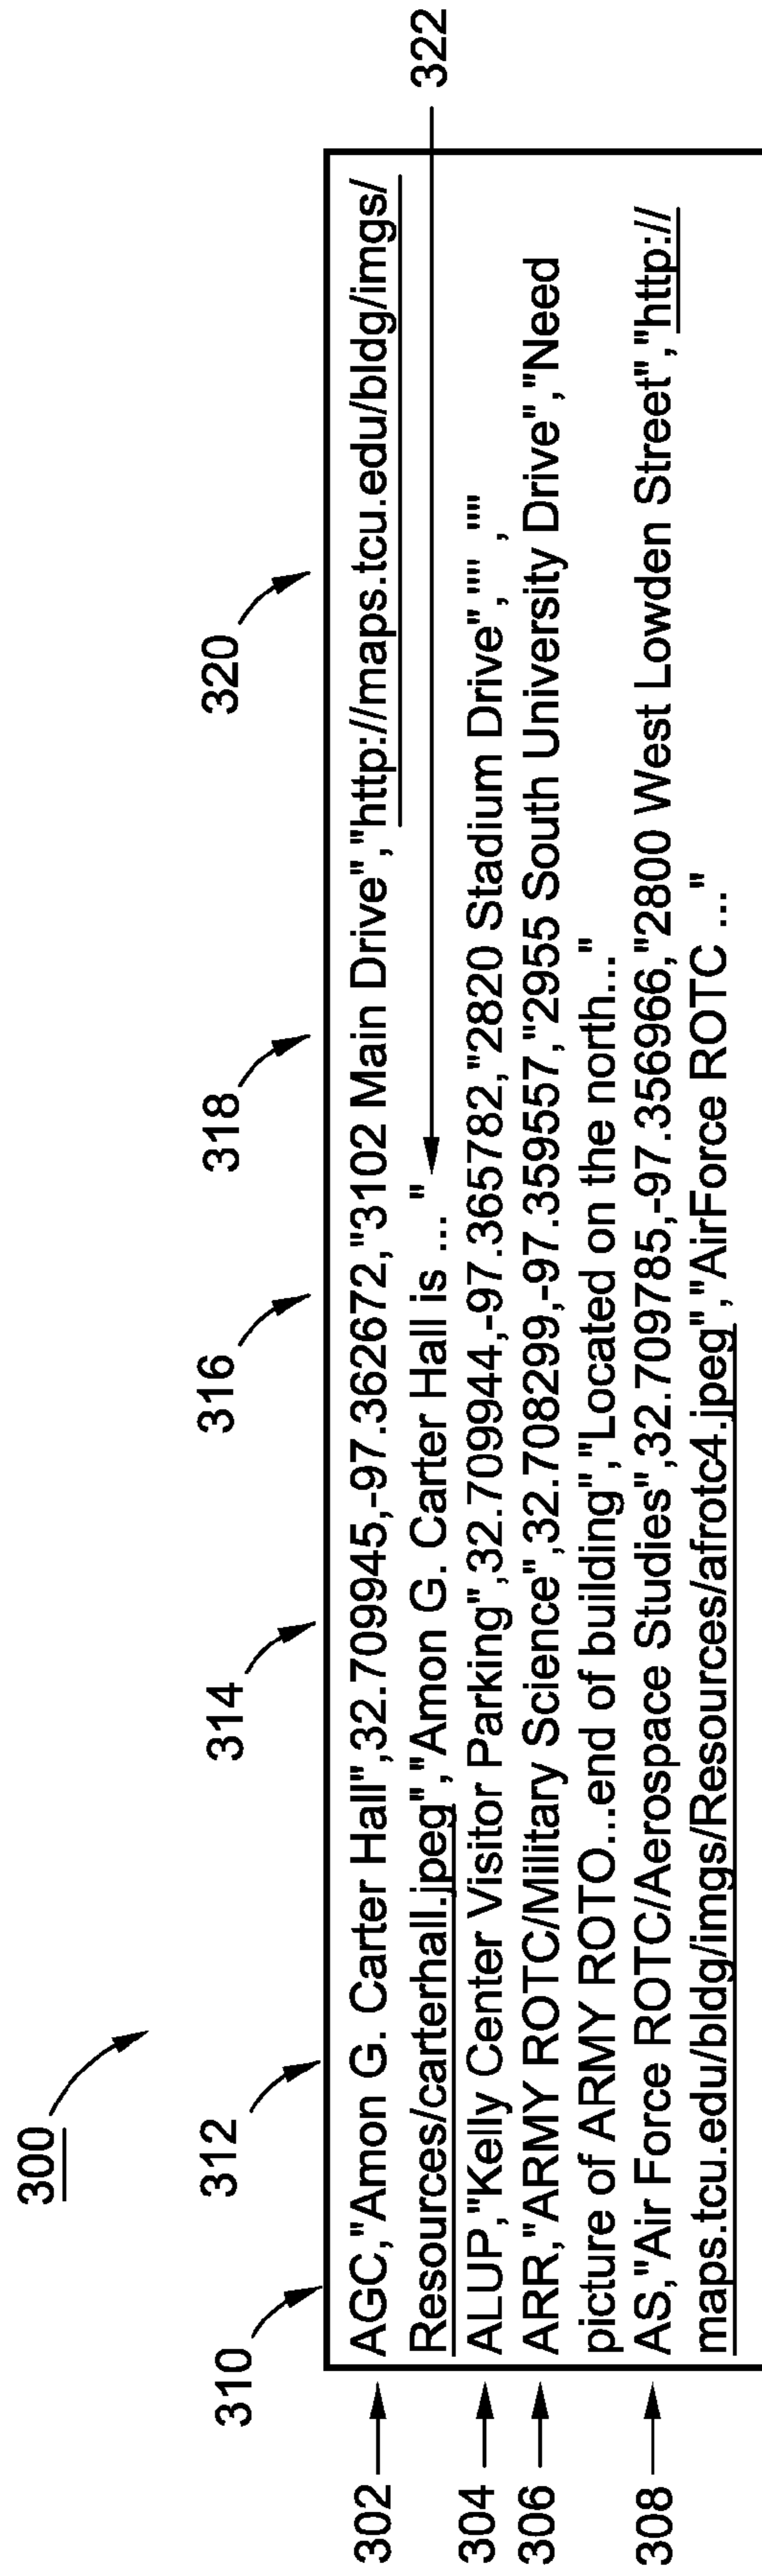 300
310 312 314 316 318 320
302 AGC,"Amon G. Carter Hall",32.709945,-97.362672,"3102 Main Drive","http://maps.tcu.edu/bldg/imgs/
Resources/carterhall.jpeg","Amon G. Carter Hall is ..." 322
304 ALUP,"Kelly Center Visitor Parking",32.709944,-97.365782,"2820 Stadium Drive","",""
306 ARR,"ARMY ROTC/Military Science",32.708299,-97.359557,"2955 South University Drive","Need
picture of ARMY ROTO...end of building","Located on the north..."
308 AS,"Air Force ROTC/Aerospace Studies",32.709785,-97.356966,"2800 West Lowden Street","http://
maps.tcu.edu/bldg/imgs/Resources/afrotc4.jpeg","AirForce ROTC ..."